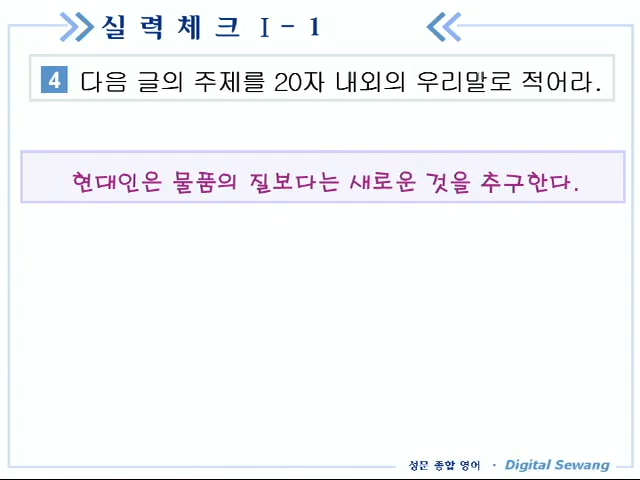 실력체크 I-1
4 다음 글의 주제를 20자 내외의 우리말로 적어라.
현대인은 물품의 질보다는 새로운 것을 추구한다.
성문 종합 영어 · Digital Sewang